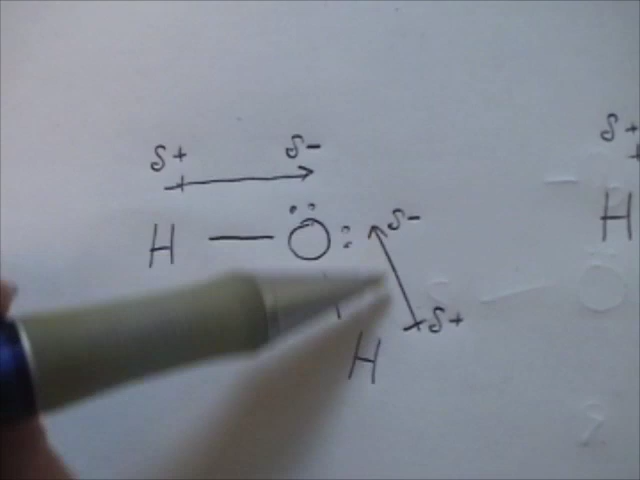 δ+ δ-
H — Ö:
δ-
δ+
H
δ+
H